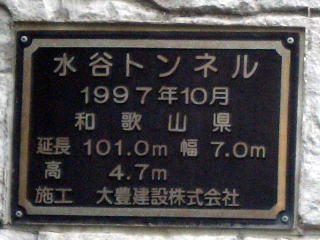 水谷トンネル
1997年10月
和歌山県
延長 101.0m 幅 7.0m
高 4.7m
施工 大豊建設株式会社